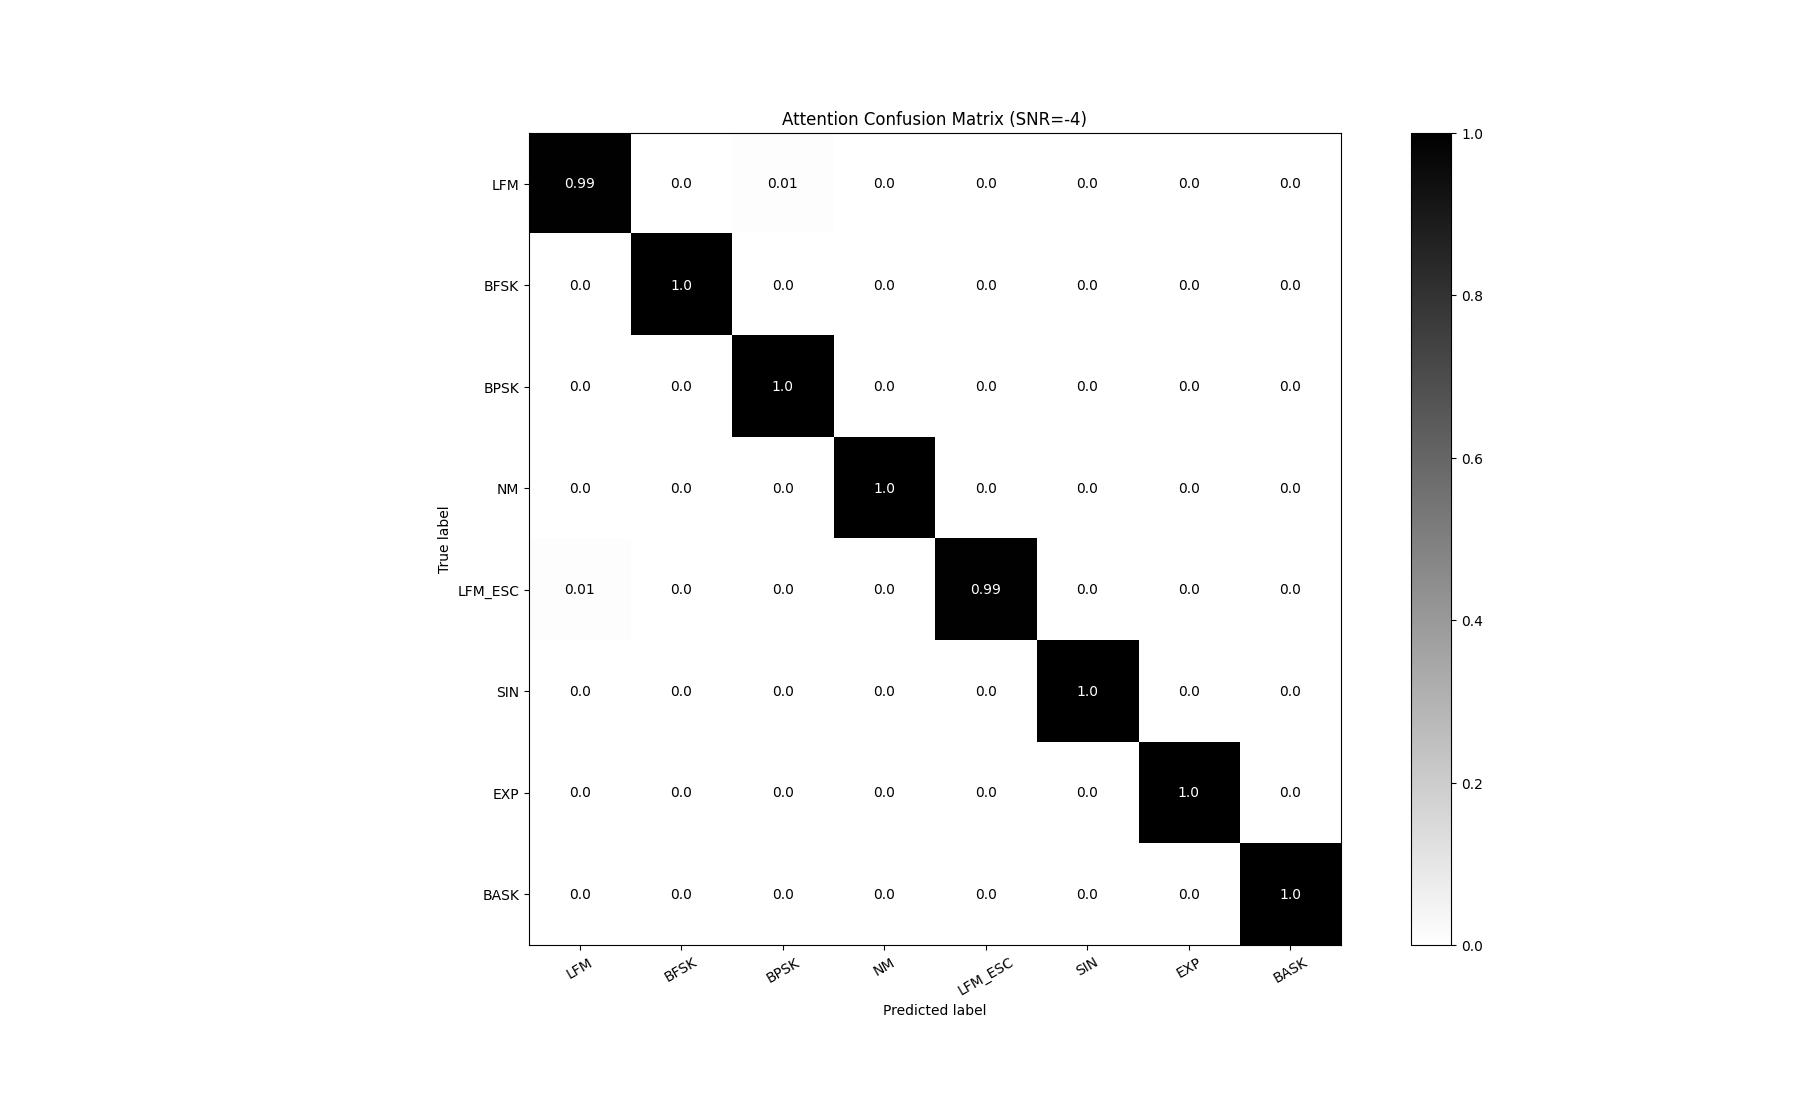 Attention Confusion Matrix (SNR=-4)
LFM 0.99 0.0 0.01 0.0 0.0 0.0 0.0 0.0
BFSK 0.0 1.0 0.0 0.0 0.0 0.0 0.0 0.0
BPSK 0.0 0.0 1.0 0.0 0.0 0.0 0.0 0.0
NM 0.0 0.0 0.0 1.0 0.0 0.0 0.0 0.0
LFM_ESC 0.01 0.0 0.0 0.0 0.99 0.0 0.0 0.0
SIN 0.0 0.0 0.0 0.0 0.0 1.0 0.0 0.0
EXP 0.0 0.0 0.0 0.0 0.0 0.0 1.0 0.0
BASK 0.0 0.0 0.0 0.0 0.0 0.0 0.0 1.0
True label
LFM BFSK BPSK NM LFM_ESC SIN EXP BASK
Predicted label
1.0
0.8
0.6
0.4
0.2
0.0